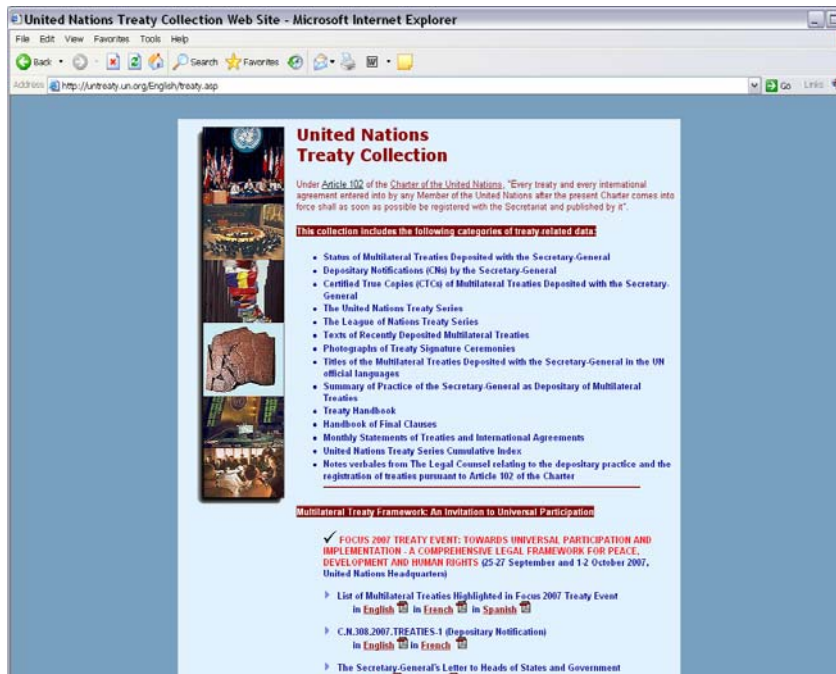 United Nations Treaty Collection Web Site - Microsoft Internet Explorer
File Edit View Favorites Tools Help
Back Search Favorites
Address http://untreaty.un.org/English/treaty.asp Go Links
United Nations
Treaty Collection
Under Article 102 of the Charter of the United Nations, "Every treaty and every international
agreement entered into by any Member of the United Nations after the present Charter comes into
force shall as soon as possible be registered with the Secretariat and published by it".
This collection includes the following categories of treaty-related data:
• Status of Multilateral Treaties Deposited with the Secretary-General
• Depositary Notifications (CNs) by the Secretary-General
• Certified True Copies (CTCs) of Multilateral Treaties Deposited with the Secretary-
General
• The United Nations Treaty Series
• The League of Nations Treaty Series
• Texts of Recently Deposited Multilateral Treaties
• Photographs of Treaty Signature Ceremonies
• Titles of the Multilateral Treaties Deposited with the Secretary-General in the UN
official languages
• Summary of Practice of the Secretary-General as Depositary of Multilateral
Treaties
• Treaty Handbook
• Handbook of Final Clauses
• Monthly Statements of Treaties and International Agreements
• United Nations Treaty Series Cumulative Index
• Notes verbales from The Legal Counsel relating to the depositary practice and the
registration of treaties pursuant to Article 102 of the Charter
Multilateral Treaty Framework: An Invitation to Universal Participation
✓ FOCUS 2007 TREATY EVENT: TOWARDS UNIVERSAL PARTICIPATION AND
IMPLEMENTATION - A COMPREHENSIVE LEGAL FRAMEWORK FOR PEACE,
DEVELOPMENT AND HUMAN RIGHTS (25-27 September and 1-2 October 2007,
United Nations Headquarters)
List of Multilateral Treaties Highlighted in Focus 2007 Treaty Event
in English in French in Spanish
C.N.308.2007.TREATIES-1 (Depositary Notification)
in English in French
The Secretary-General's Letter to Heads of States and Government